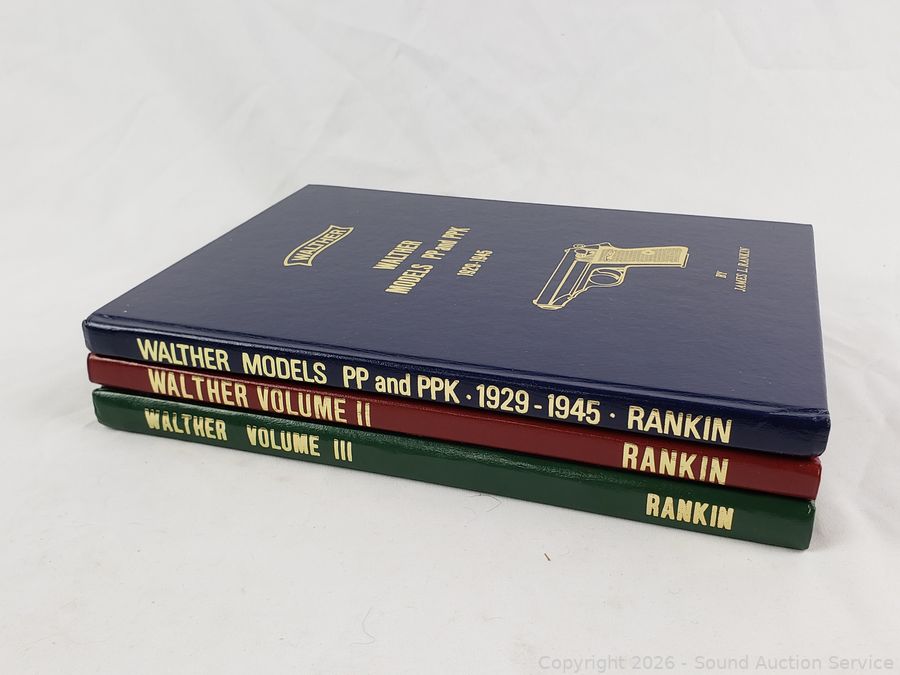 WALTHER
WALTHER
MODELS PP and PPK
1929-1945
BY
JAMES L. RANKIN
WALTHER MODELS PP and PPK · 1929 - 1945 · RANKIN
WALTHER VOLUME II RANKIN
WALTHER VOLUME III RANKIN
Copyright 2026 - Sound Auction Service